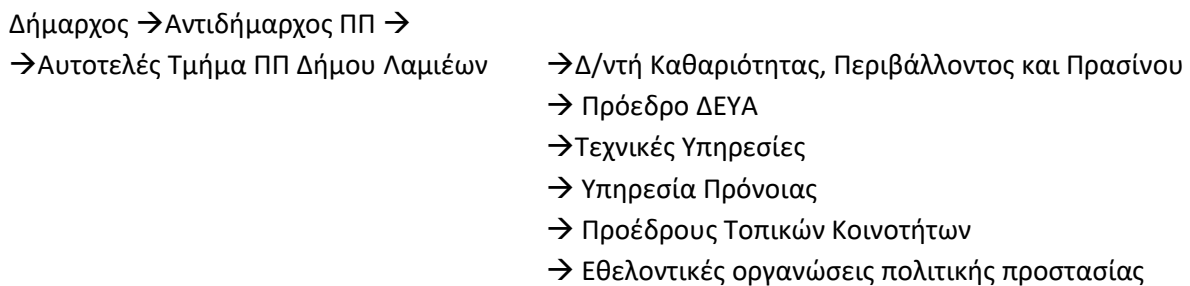 Δήμαρχος →Αντιδήμαρχος ΠΠ →
→Αυτοτελές Τμήμα ΠΠ Δήμου Λαμιέων →Δ/ντή Καθαριότητας, Περιβάλλοντος και Πρασίνου
→ Πρόεδρο ΔΕΥΑ
→Τεχνικές Υπηρεσίες
→ Υπηρεσία Πρόνοιας
→ Προέδρους Τοπικών Κοινοτήτων
→ Εθελοντικές οργανώσεις πολιτικής προστασίας